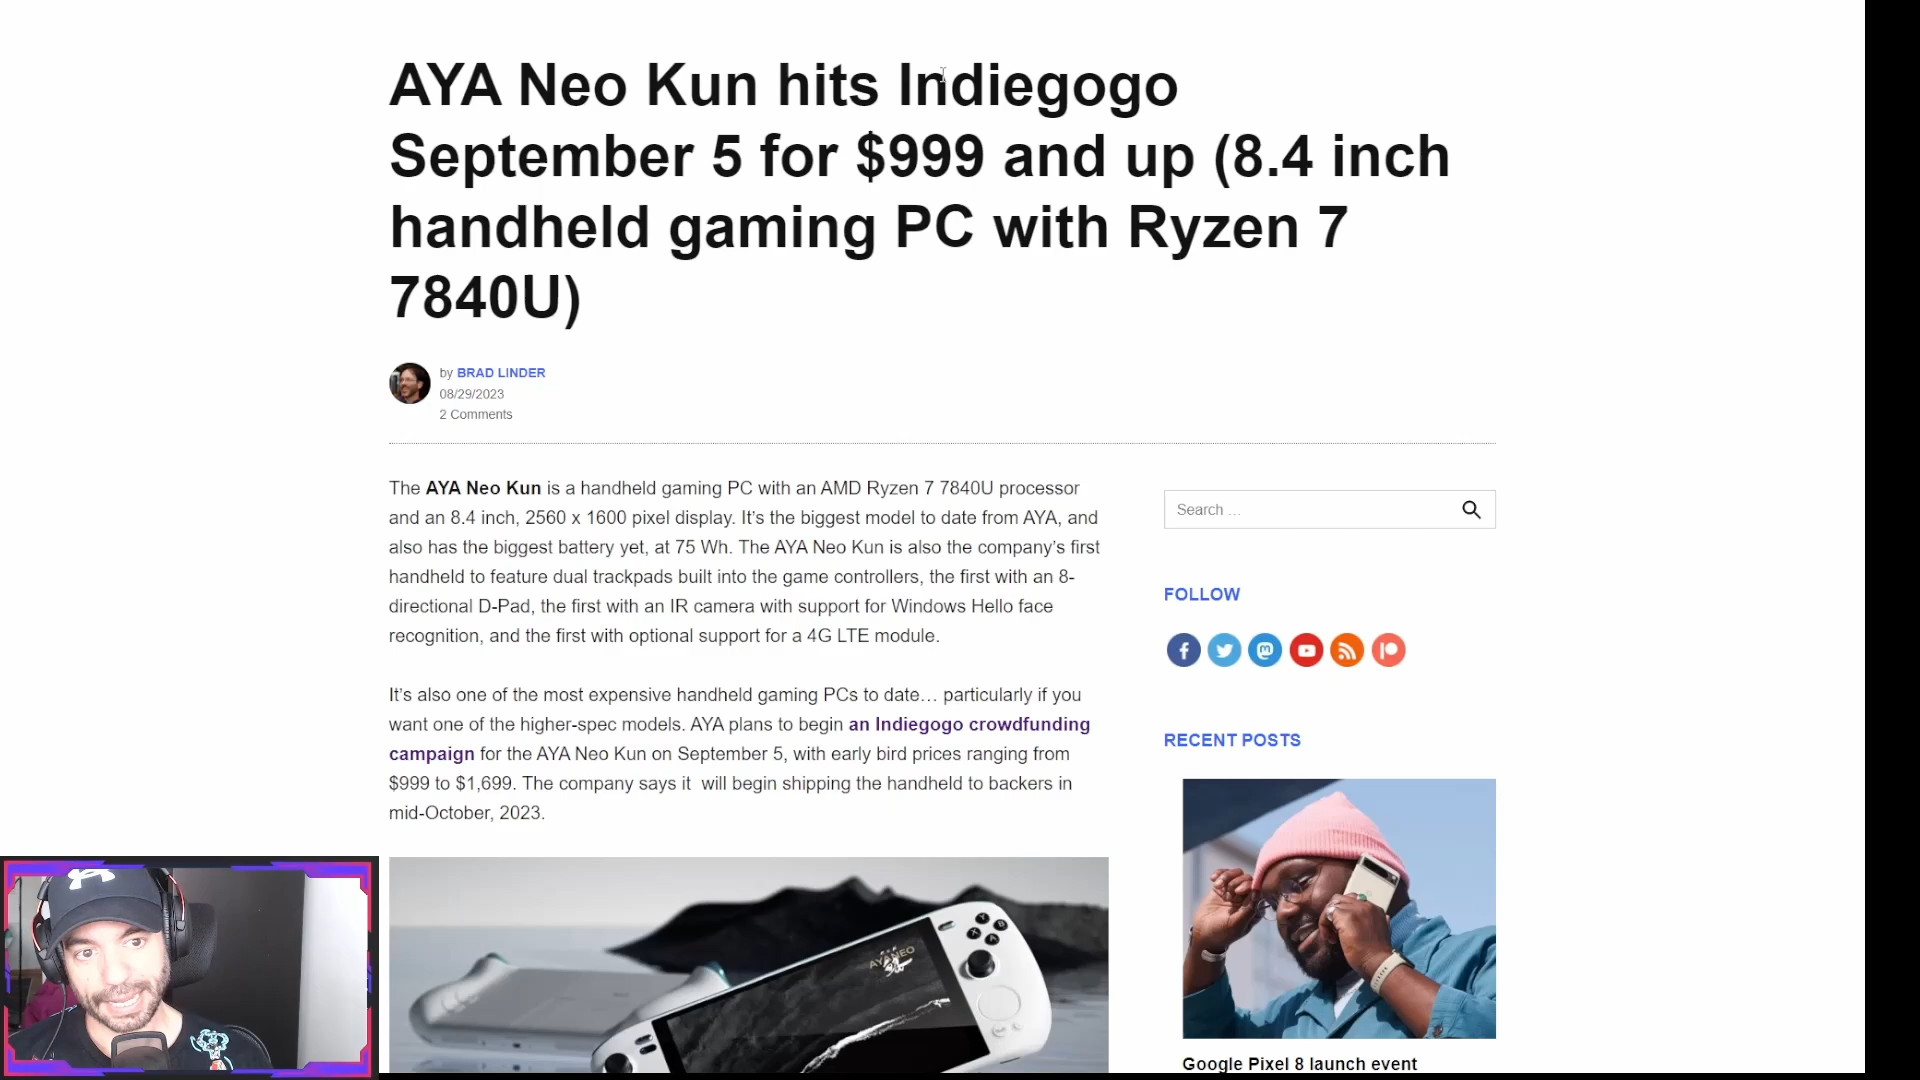 AYA Neo Kun hits Indiegogo
September 5 for $999 and up (8.4 inch
handheld gaming PC with Ryzen 7
7840U)
by BRAD LINDER
08/29/2023
2 Comments
The AYA Neo Kun is a handheld gaming PC with an AMD Ryzen 7 7840U processor
and an 8.4 inch, 2560 x 1600 pixel display. It’s the biggest model to date from AYA, and
also has the biggest battery yet, at 75 Wh. The AYA Neo Kun is also the company’s first
handheld to feature dual trackpads built into the game controllers, the first with an 8-
directional D-Pad, the first with an IR camera with support for Windows Hello face
recognition, and the first with optional support for a 4G LTE module.
It’s also one of the most expensive handheld gaming PCs to date… particularly if you
want one of the higher-spec models. AYA plans to begin an Indiegogo crowdfunding
campaign for the AYA Neo Kun on September 5, with early bird prices ranging from
$999 to $1,699. The company says it will begin shipping the handheld to backers in
mid-October, 2023.
AYANEO
Y
X
B
A
Search …
FOLLOW
RECENT POSTS
Google Pixel 8 launch event